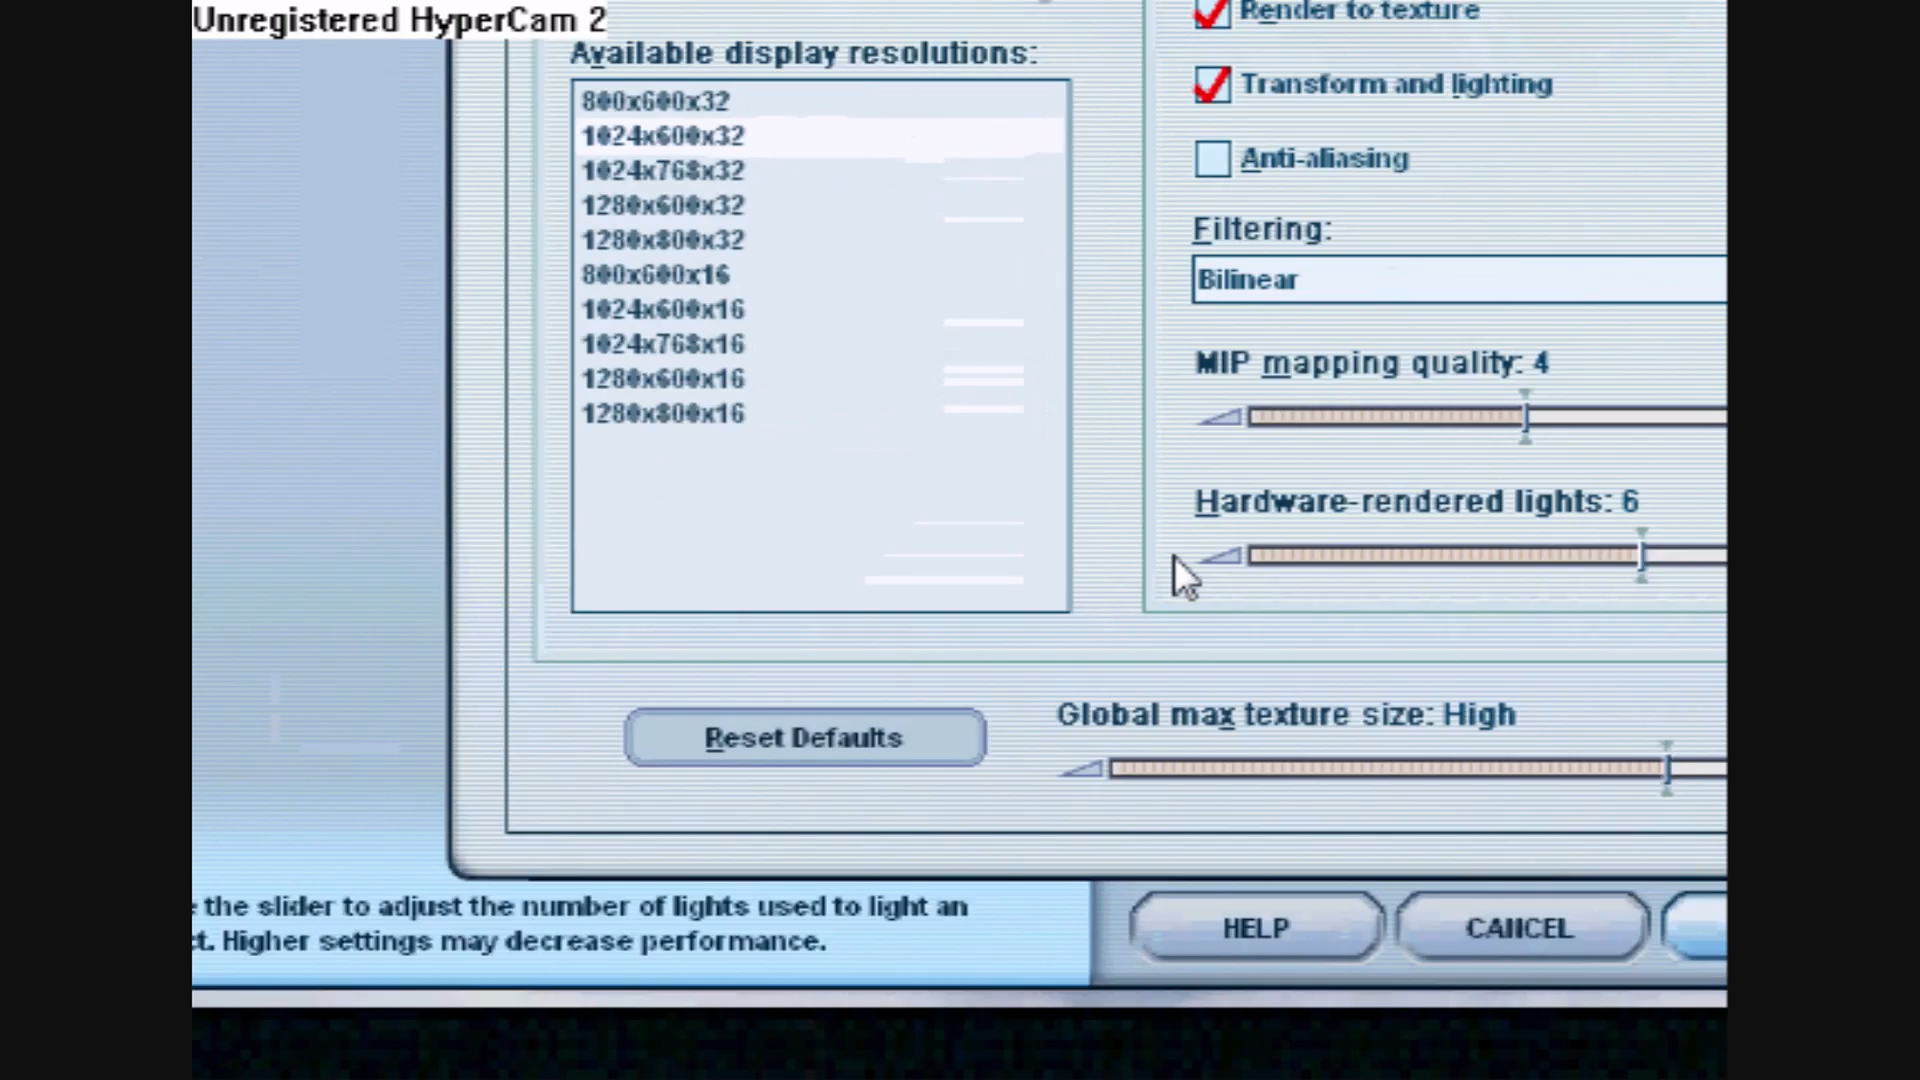 Unregistered HyperCam 2
Render to texture
Available display resolutions:
800x600x32
1024x600x32
1024x768x32
1280x600x32
1280x800x32
800x600x16
1024x600x16
1024x768x16
1280x600x16
1280x800x16
Transform and lighting
Anti-aliasing
Filtering:
Bilinear
MIP mapping quality: 4
Hardware-rendered lights: 6
Reset Defaults
Global max texture size: High
the slider to adjust the number of lights used to light an
Higher settings may decrease performance.
HELP
CANCEL